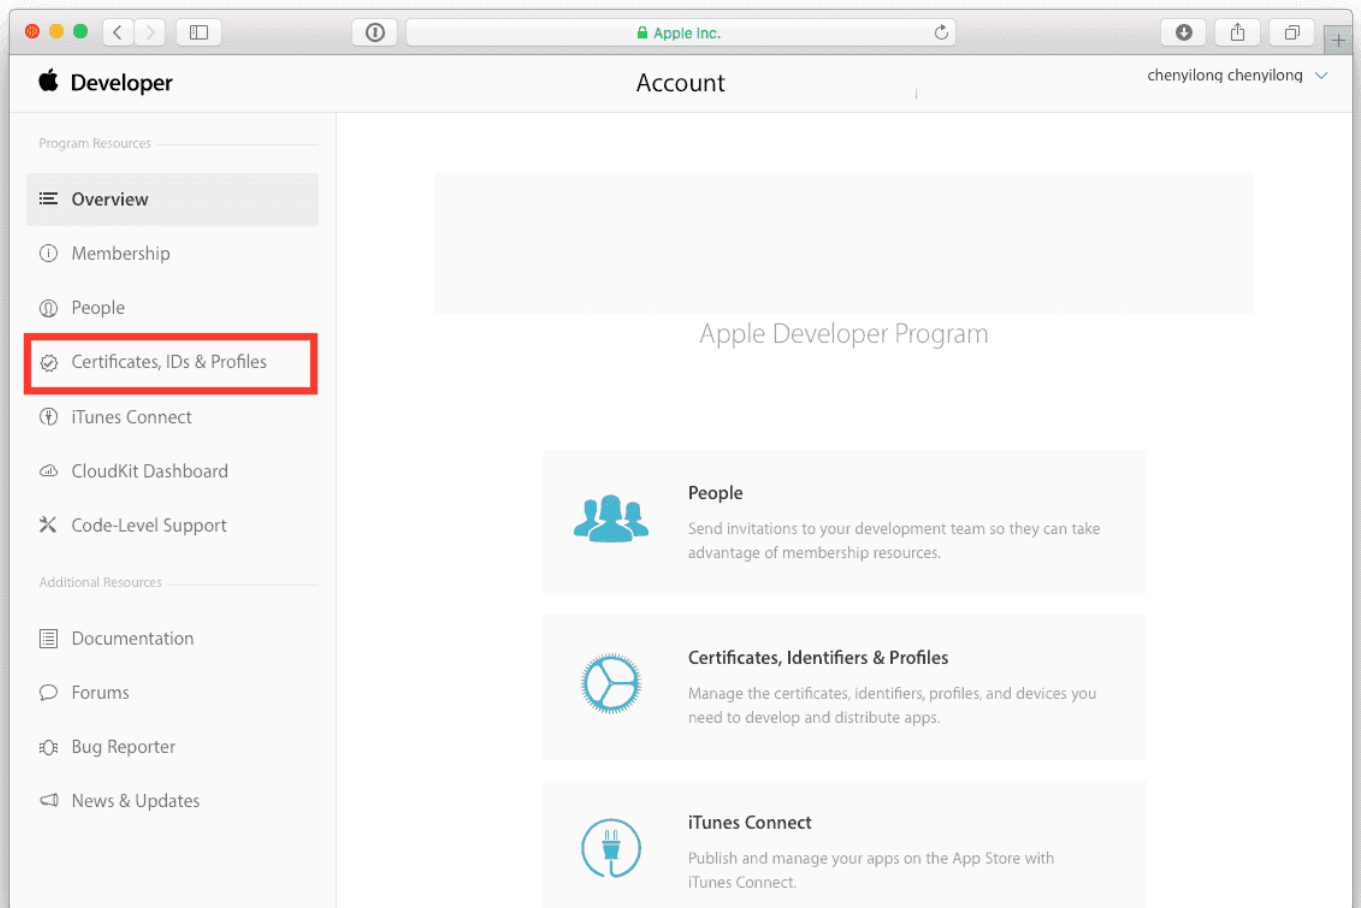 Apple Inc.
Developer
Account
chenyilong chenyilong
Program Resources
Overview
Membership
People
Certificates, IDs & Profiles
iTunes Connect
CloudKit Dashboard
Code-Level Support
Additional Resources
Documentation
Forums
Bug Reporter
News & Updates
Apple Developer Program
People
Send invitations to your development team so they can take
advantage of membership resources.
Certificates, Identifiers & Profiles
Manage the certificates, identifiers, profiles, and devices you
need to develop and distribute apps.
iTunes Connect
Publish and manage your apps on the App Store with
iTunes Connect.